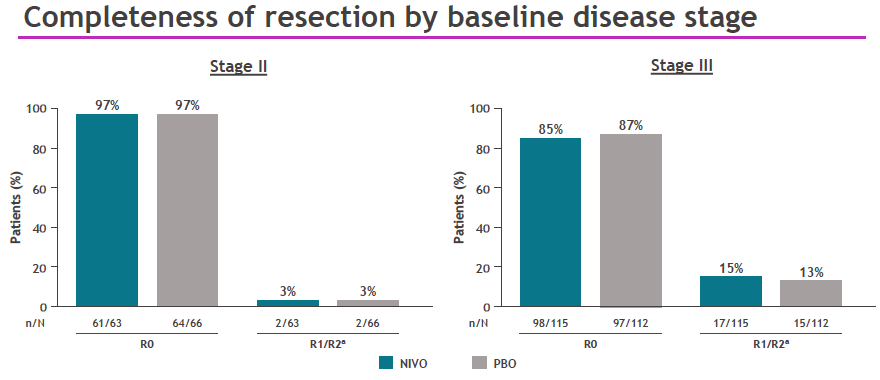 Completeness of resection by baseline disease stage
Stage II
Patients (%)
100
80
60
40
20
0
97%
97%
3%
3%
n/N
61/63
64/66
2/63
2/66
R0
R1/R2ᵃ
Stage III
Patients (%)
100
80
60
40
20
0
85%
87%
15%
13%
n/N
98/115
97/112
17/115
15/112
R0
R1/R2ᵃ
NIVO
PBO